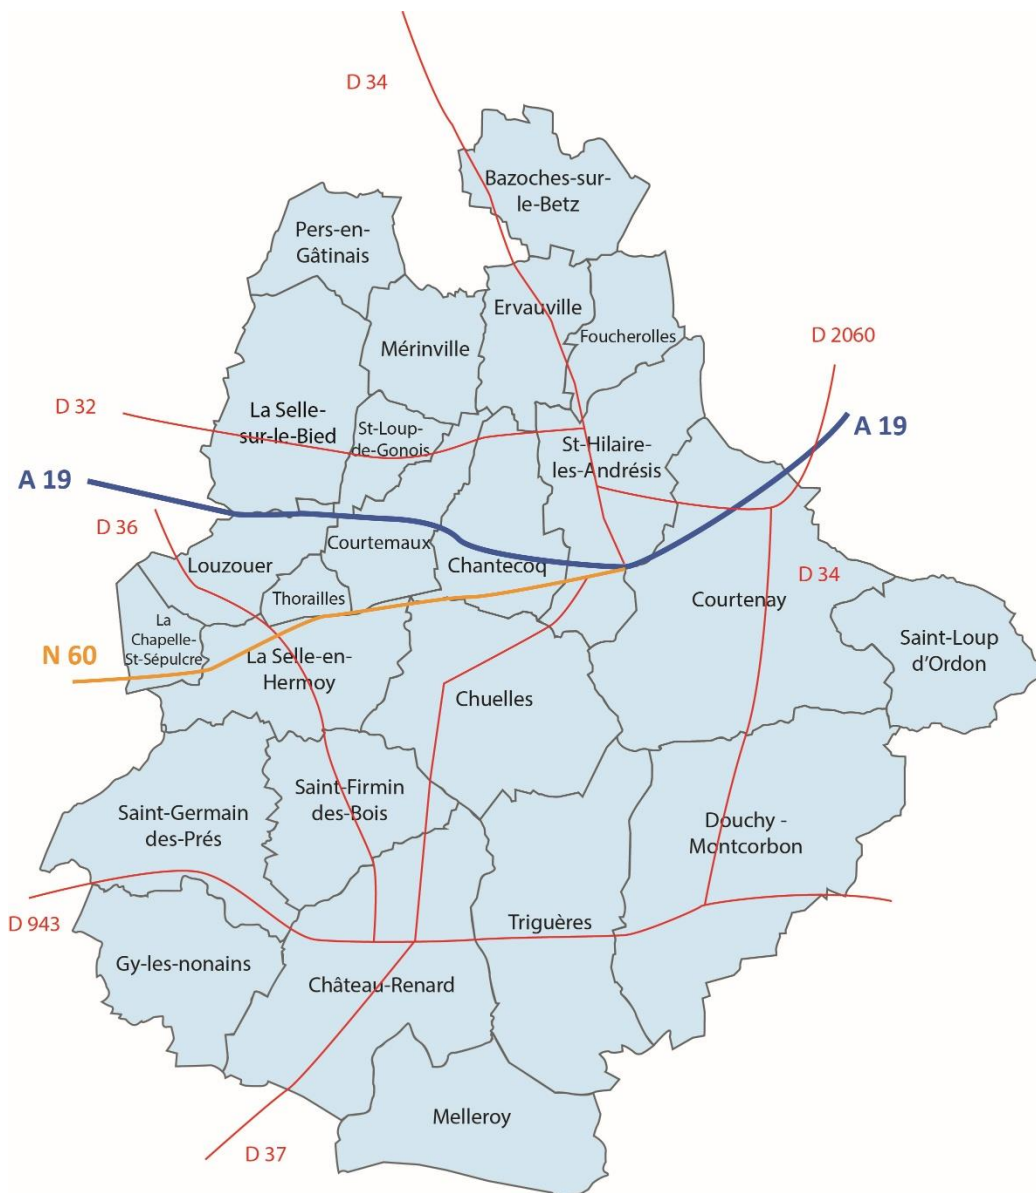 D 34
Bazoches-sur-
le-Betz
Pers-en-
Gâtinais
Ervauville
Foucherolles
D 2060
Mérinville
D 32
La Selle-
sur-le-Bied
St-Loup-
de-Gonois
St-Hilaire-
les-Andrésis
A 19
A 19
D 36
Courtemaux
Louzouer
Chantecoq
D 34
Thorailles
Courtenay
La
Chapelle-
St-Sépulcre
N 60
La Selle-en-
Hermoy
Saint-Loup
d'Ordon
Chuelles
Saint-Firmin
des-Bois
Saint-Germain
des-Prés
Douchy -
Montcorbon
D 943
Triguères
Gy-les-nonains
Château-Renard
Melleroy
D 37